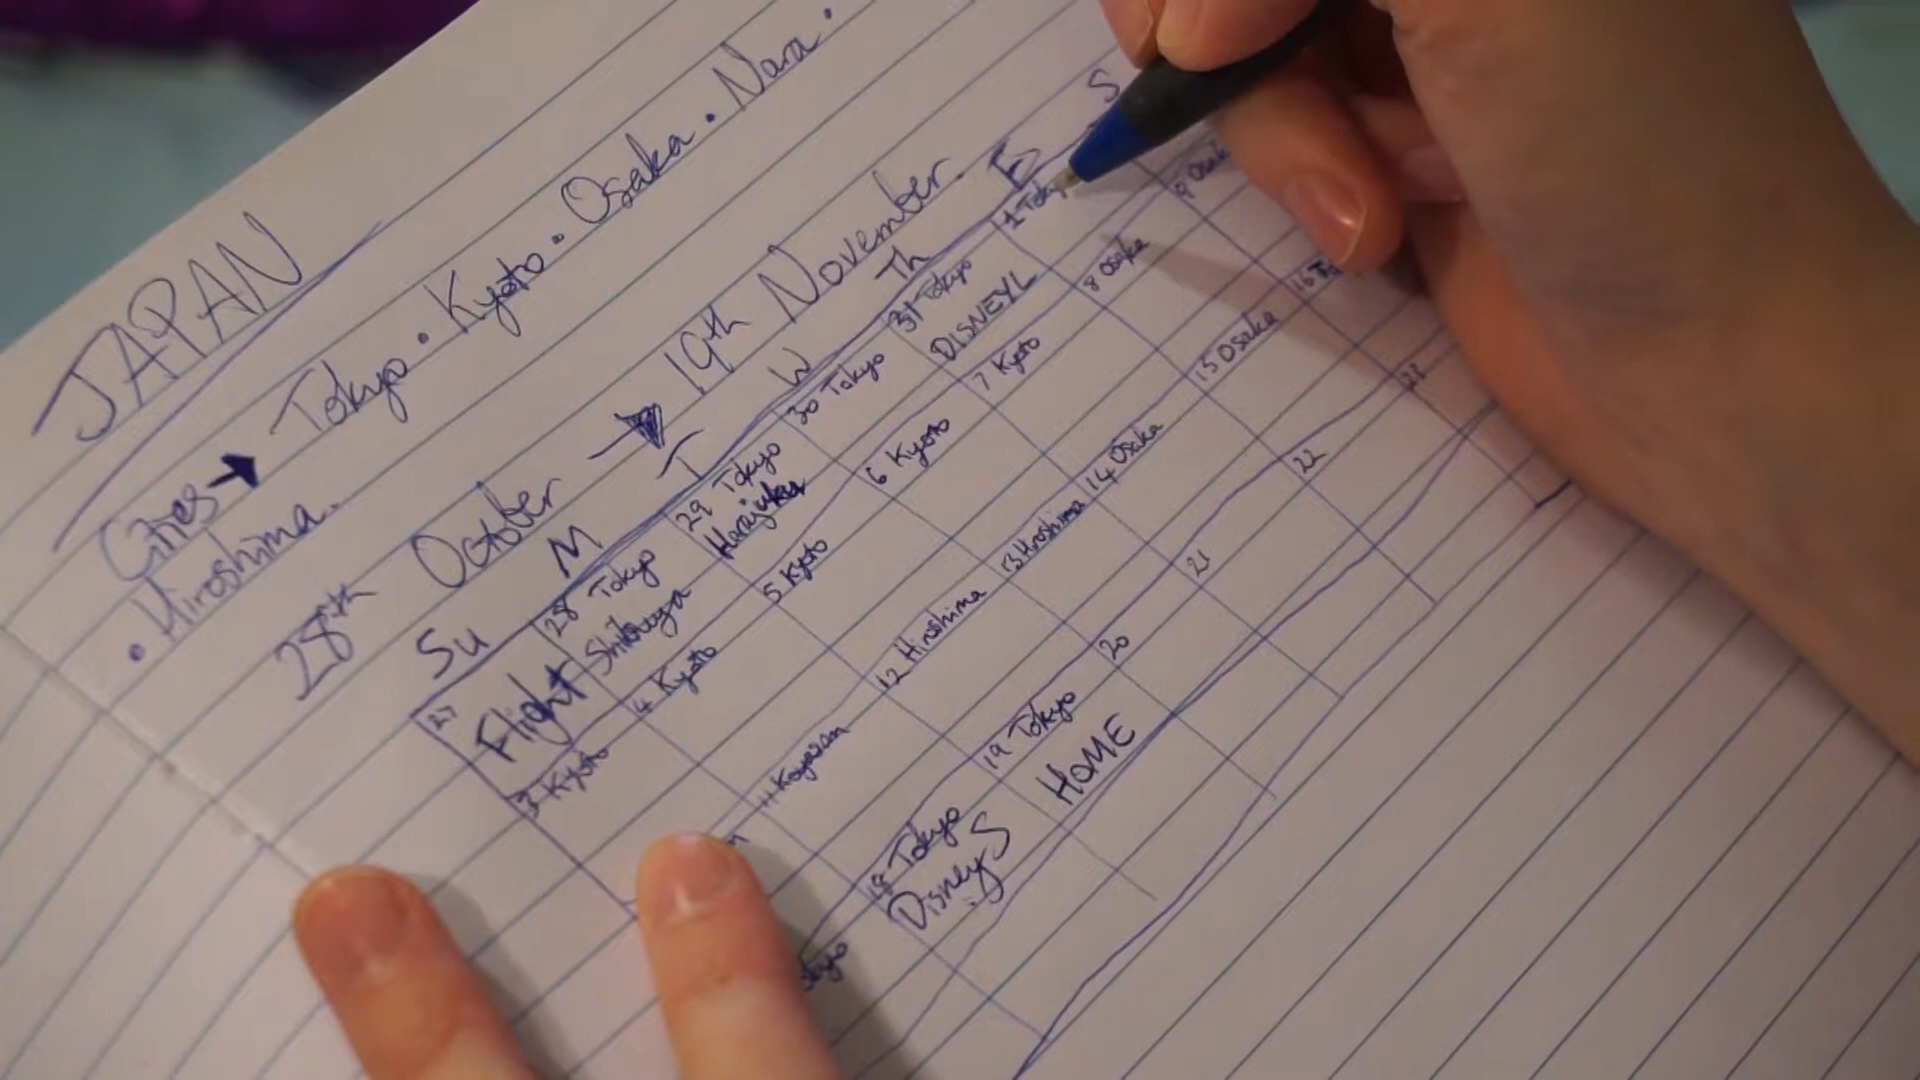 JAPAN
Cities → Tokyo • Kyoto • Osaka • Nara •
• Hiroshima.
28th October → 19th November.
Su M T W Th F S
27 28 Tokyo 29 Tokyo 30 Tokyo 31 Tokyo 1 Toky
Flight Shibuya Harajuku DISNEYL
3 Kyoto 4 Kyoto 5 Kyoto 6 Kyoto 7 Kyoto 8 Osaka 9 Osak
11 Koyasan 12 Hiroshima 13 Hiroshima 14 Osaka 15 Osaka 16
18 Tokyo 19 Tokyo 20 21 22 23
DisneyS HOME